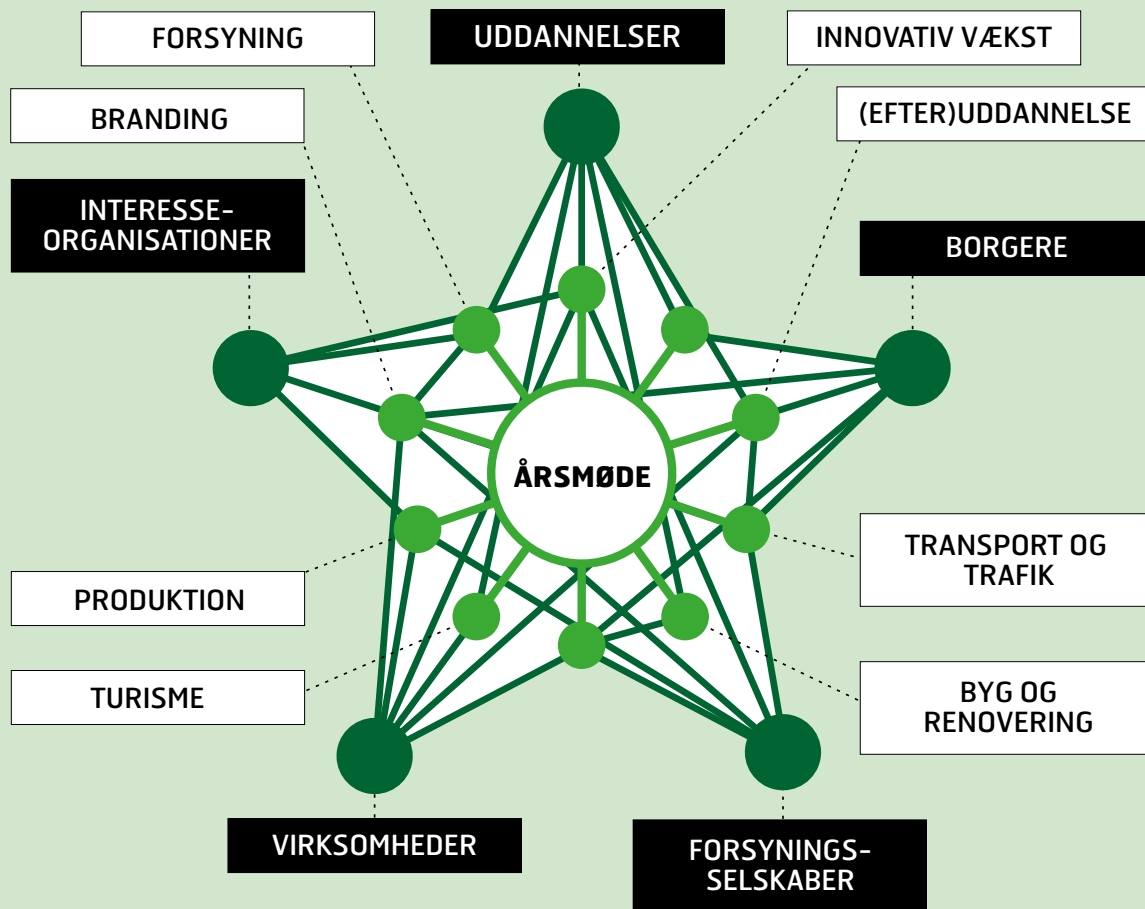 FORSYNING
UDDANNELSER
INNOVATIV VÆKST
BRANDING
(EFTER)UDDANNELSE
INTERESSE-
ORGANISATIONER
BORGERE
ÅRSMØDE
TRANSPORT OG
TRAFIK
PRODUKTION
TURISME
BYG OG
RENOVERING
VIRKSOMHEDER
FORSYNINGS-
SELSKABER